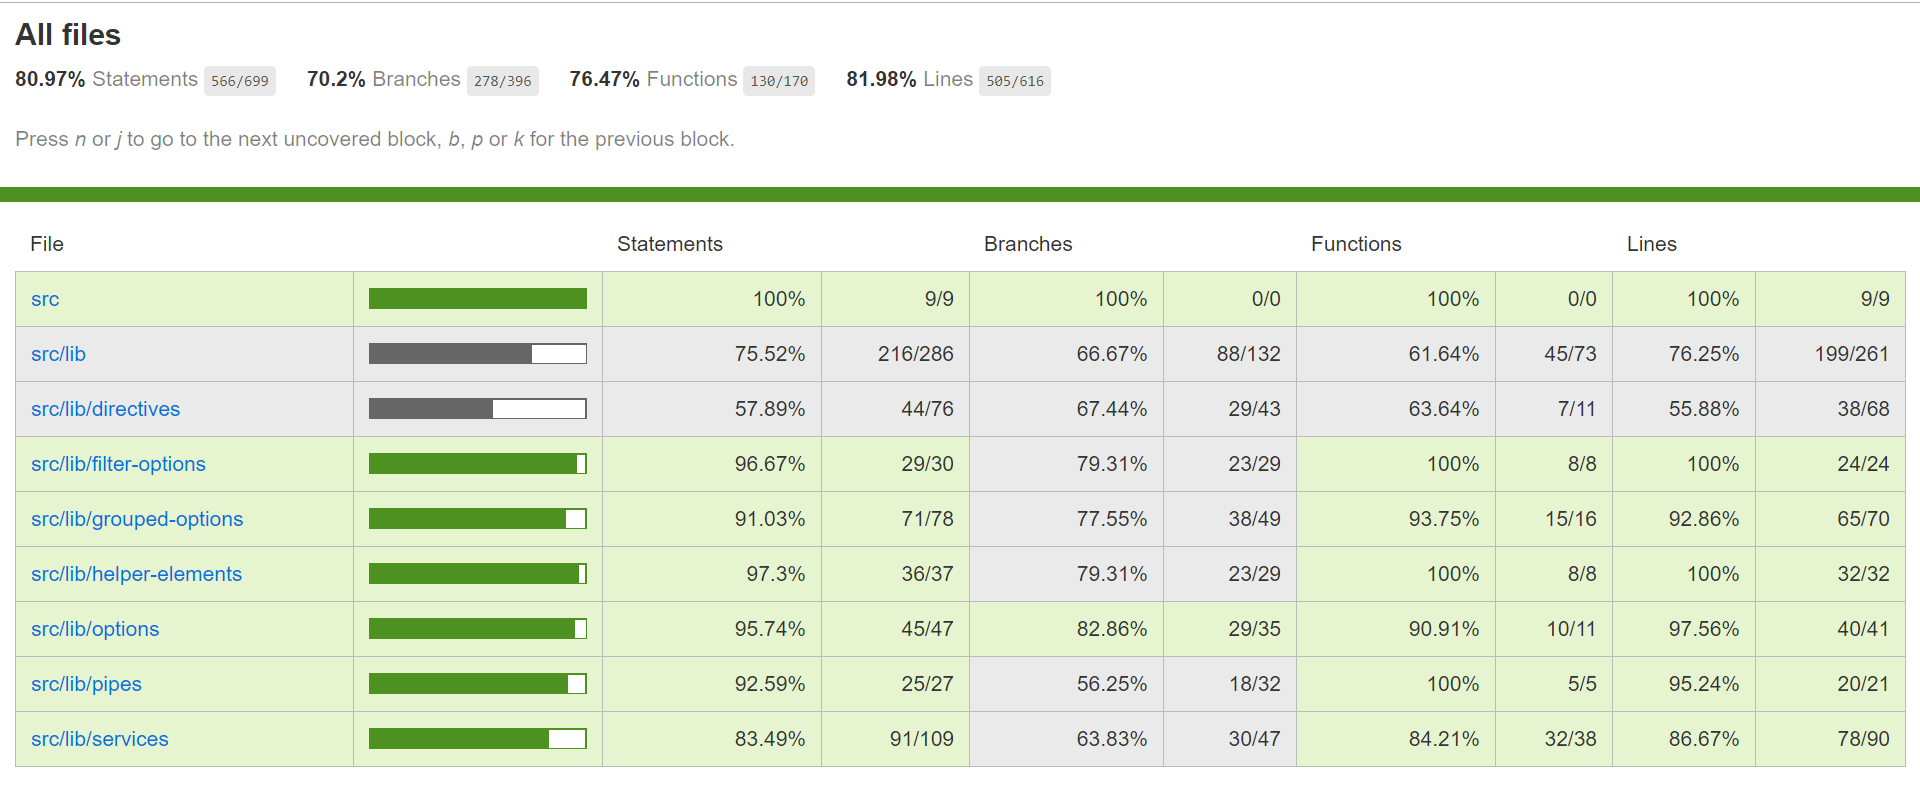 All files
80.97% Statements 566/699 70.2% Branches 278/396 76.47% Functions 130/170 81.98% Lines 505/616
Press n or j to go to the next uncovered block, b, p or k for the previous block.
File Statements Branches Functions Lines
src 100% 9/9 100% 0/0 100% 0/0 100% 9/9
src/lib 75.52% 216/286 66.67% 88/132 61.64% 45/73 76.25% 199/261
src/lib/directives 57.89% 44/76 67.44% 29/43 63.64% 7/11 55.88% 38/68
src/lib/filter-options 96.67% 29/30 79.31% 23/29 100% 8/8 100% 24/24
src/lib/grouped-options 91.03% 71/78 77.55% 38/49 93.75% 15/16 92.86% 65/70
src/lib/helper-elements 97.3% 36/37 79.31% 23/29 100% 8/8 100% 32/32
src/lib/options 95.74% 45/47 82.86% 29/35 90.91% 10/11 97.56% 40/41
src/lib/pipes 92.59% 25/27 56.25% 18/32 100% 5/5 95.24% 20/21
src/lib/services 83.49% 91/109 63.83% 30/47 84.21% 32/38 86.67% 78/90